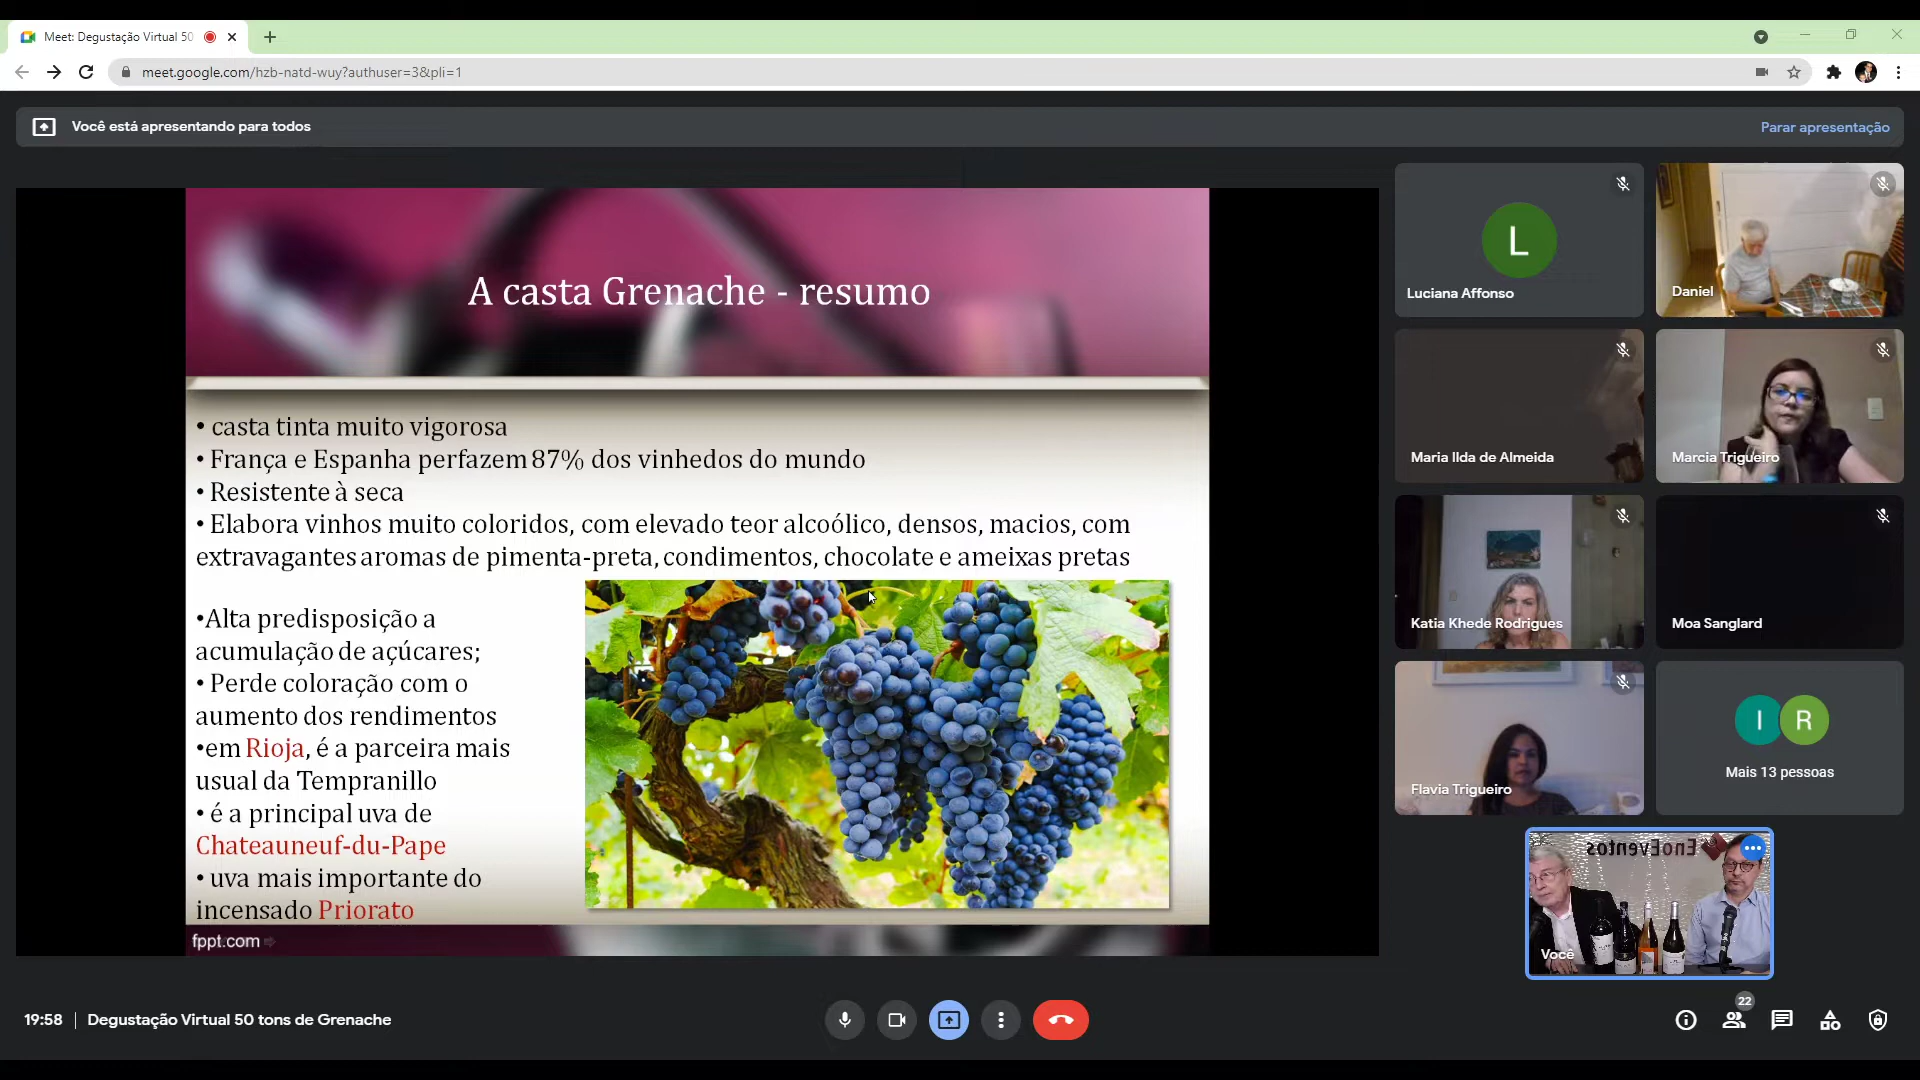 Meet: Degustação Virtual 50
meet.google.com/hzb-natd-wuy?authuser=3&pli=1
Você está apresentando para todos
Parar apresentação
A casta Grenache - resumo
• casta tinta muito vigorosa
• França e Espanha perfazem 87% dos vinhedos do mundo
• Resistente à seca
• Elabora vinhos muito coloridos, com elevado teor alcoólico, densos, macios, com
extravagantes aromas de pimenta-preta, condimentos, chocolate e ameixas pretas
•Alta predisposição a
acumulação de açúcares;
• Perde coloração com o
aumento dos rendimentos
•em Rioja, é a parceira mais
usual da Tempranillo
• é a principal uva de
Chateauneuf-du-Pape
• uva mais importante do
incensado Priorato
fppt.com
L
Luciana Affonso
Daniel
Maria Ilda de Almeida
Marcia Trigueiro
Katia Khede Rodrigues
Moa Sanglard
Flavia Trigueiro
I R
Mais 13 pessoas
EnoEventos
Você
19:58 | Degustação Virtual 50 tons de Grenache
22